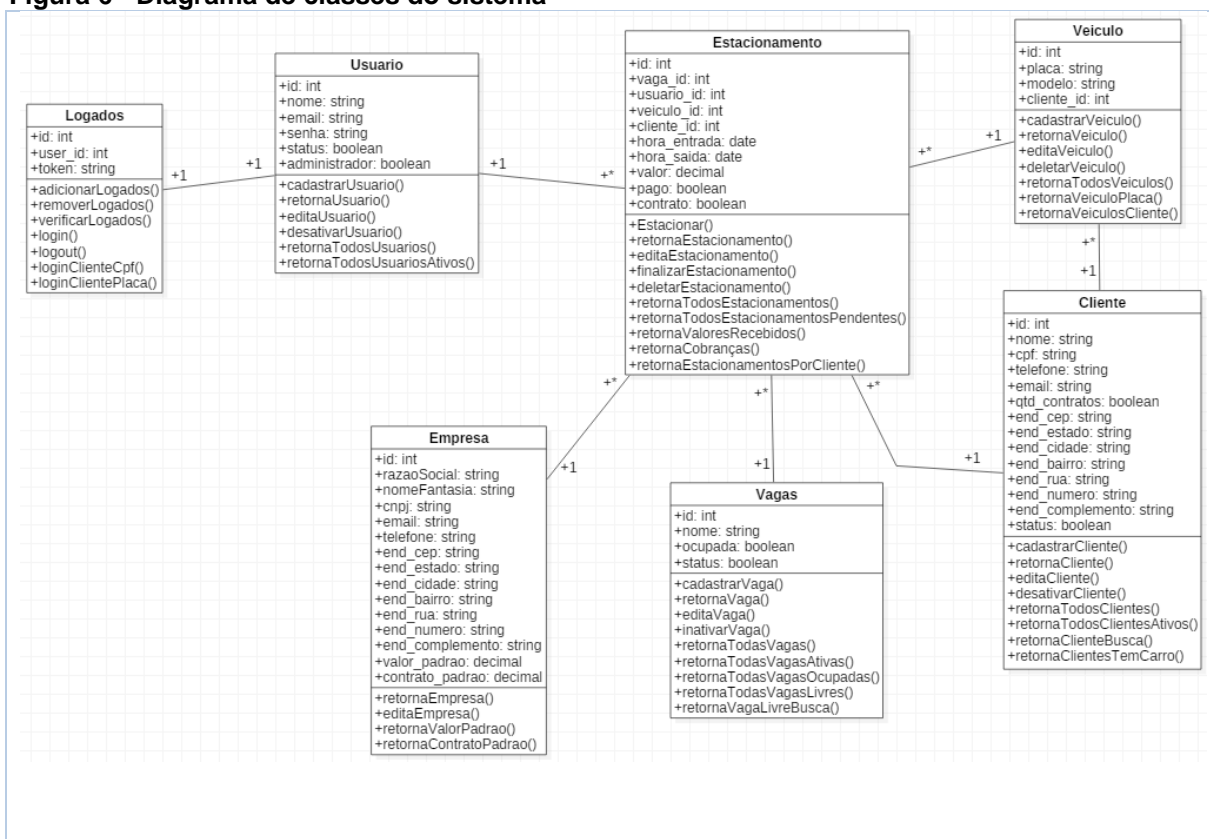 Figura 6 - Diagrama de classes do sistema
Logados
+id: int
+user_id: int
+token: string
+adicionarLogados()
+removerLogados()
+verificarLogados()
+login()
+logout()
+loginClienteCpf()
+loginClientePlaca()
+1
+1
Usuario
+id: int
+nome: string
+email: string
+senha: string
+status: boolean
+administrador: boolean
+cadastrarUsuario()
+retornaUsuario()
+editaUsuario()
+desativarUsuario()
+retornaTodosUsuarios()
+retornaTodosUsuariosAtivos()
+1
+*
Estacionamento
+id: int
+vaga_id: int
+usuario_id: int
+veiculo_id: int
+cliente_id: int
+hora_entrada: date
+hora_saida: date
+valor: decimal
+pago: boolean
+contrato: boolean
+Estacionar()
+retornaEstacionamento()
+editaEstacionamento()
+finalizarEstacionamento()
+deletarEstacionamento()
+retornaTodosEstacionamentos()
+retornaTodosEstacionamentosPendentes()
+retornaValoresRecebidos()
+retornaCobranças()
+retornaEstacionamentosPorCliente()
+*
+1
Veiculo
+id: int
+placa: string
+modelo: string
+cliente_id: int
+cadastrarVeiculo()
+retornaVeiculo()
+editaVeiculo()
+deletarVeiculo()
+retornaTodosVeiculos()
+retornaVeiculoPlaca()
+retornaVeiculosCliente()
+*
+1
Cliente
+id: int
+nome: string
+cpf: string
+telefone: string
+email: string
+qtd_contratos: boolean
+end_cep: string
+end_estado: string
+end_cidade: string
+end_bairro: string
+end_rua: string
+end_numero: string
+end_complemento: string
+status: boolean
+cadastrarCliente()
+retornaCliente()
+editaCliente()
+desativarCliente()
+retornaTodosClientes()
+retornaTodosClientesAtivos()
+retornaClienteBusca()
+retornaClientesTemCarro()
+*
+1
Empresa
+id: int
+razaoSocial: string
+nomeFantasia: string
+cnpj: string
+email: string
+telefone: string
+end_cep: string
+end_estado: string
+end_cidade: string
+end_bairro: string
+end_rua: string
+end_numero: string
+end_complemento: string
+valor_padrao: decimal
+contrato_padrao: decimal
+retornaEmpresa()
+editaEmpresa()
+retornaValorPadrao()
+retornaContratoPadrao()
+*
+1
Vagas
+id: int
+nome: string
+ocupada: boolean
+status: boolean
+cadastrarVaga()
+retornaVaga()
+editaVaga()
+inativarVaga()
+retornaTodasVagas()
+retornaTodasVagasAtivas()
+retornaTodasVagasOcupadas()
+retornaTodasVagasLivres()
+retornaVagaLivreBusca()
+*
+1